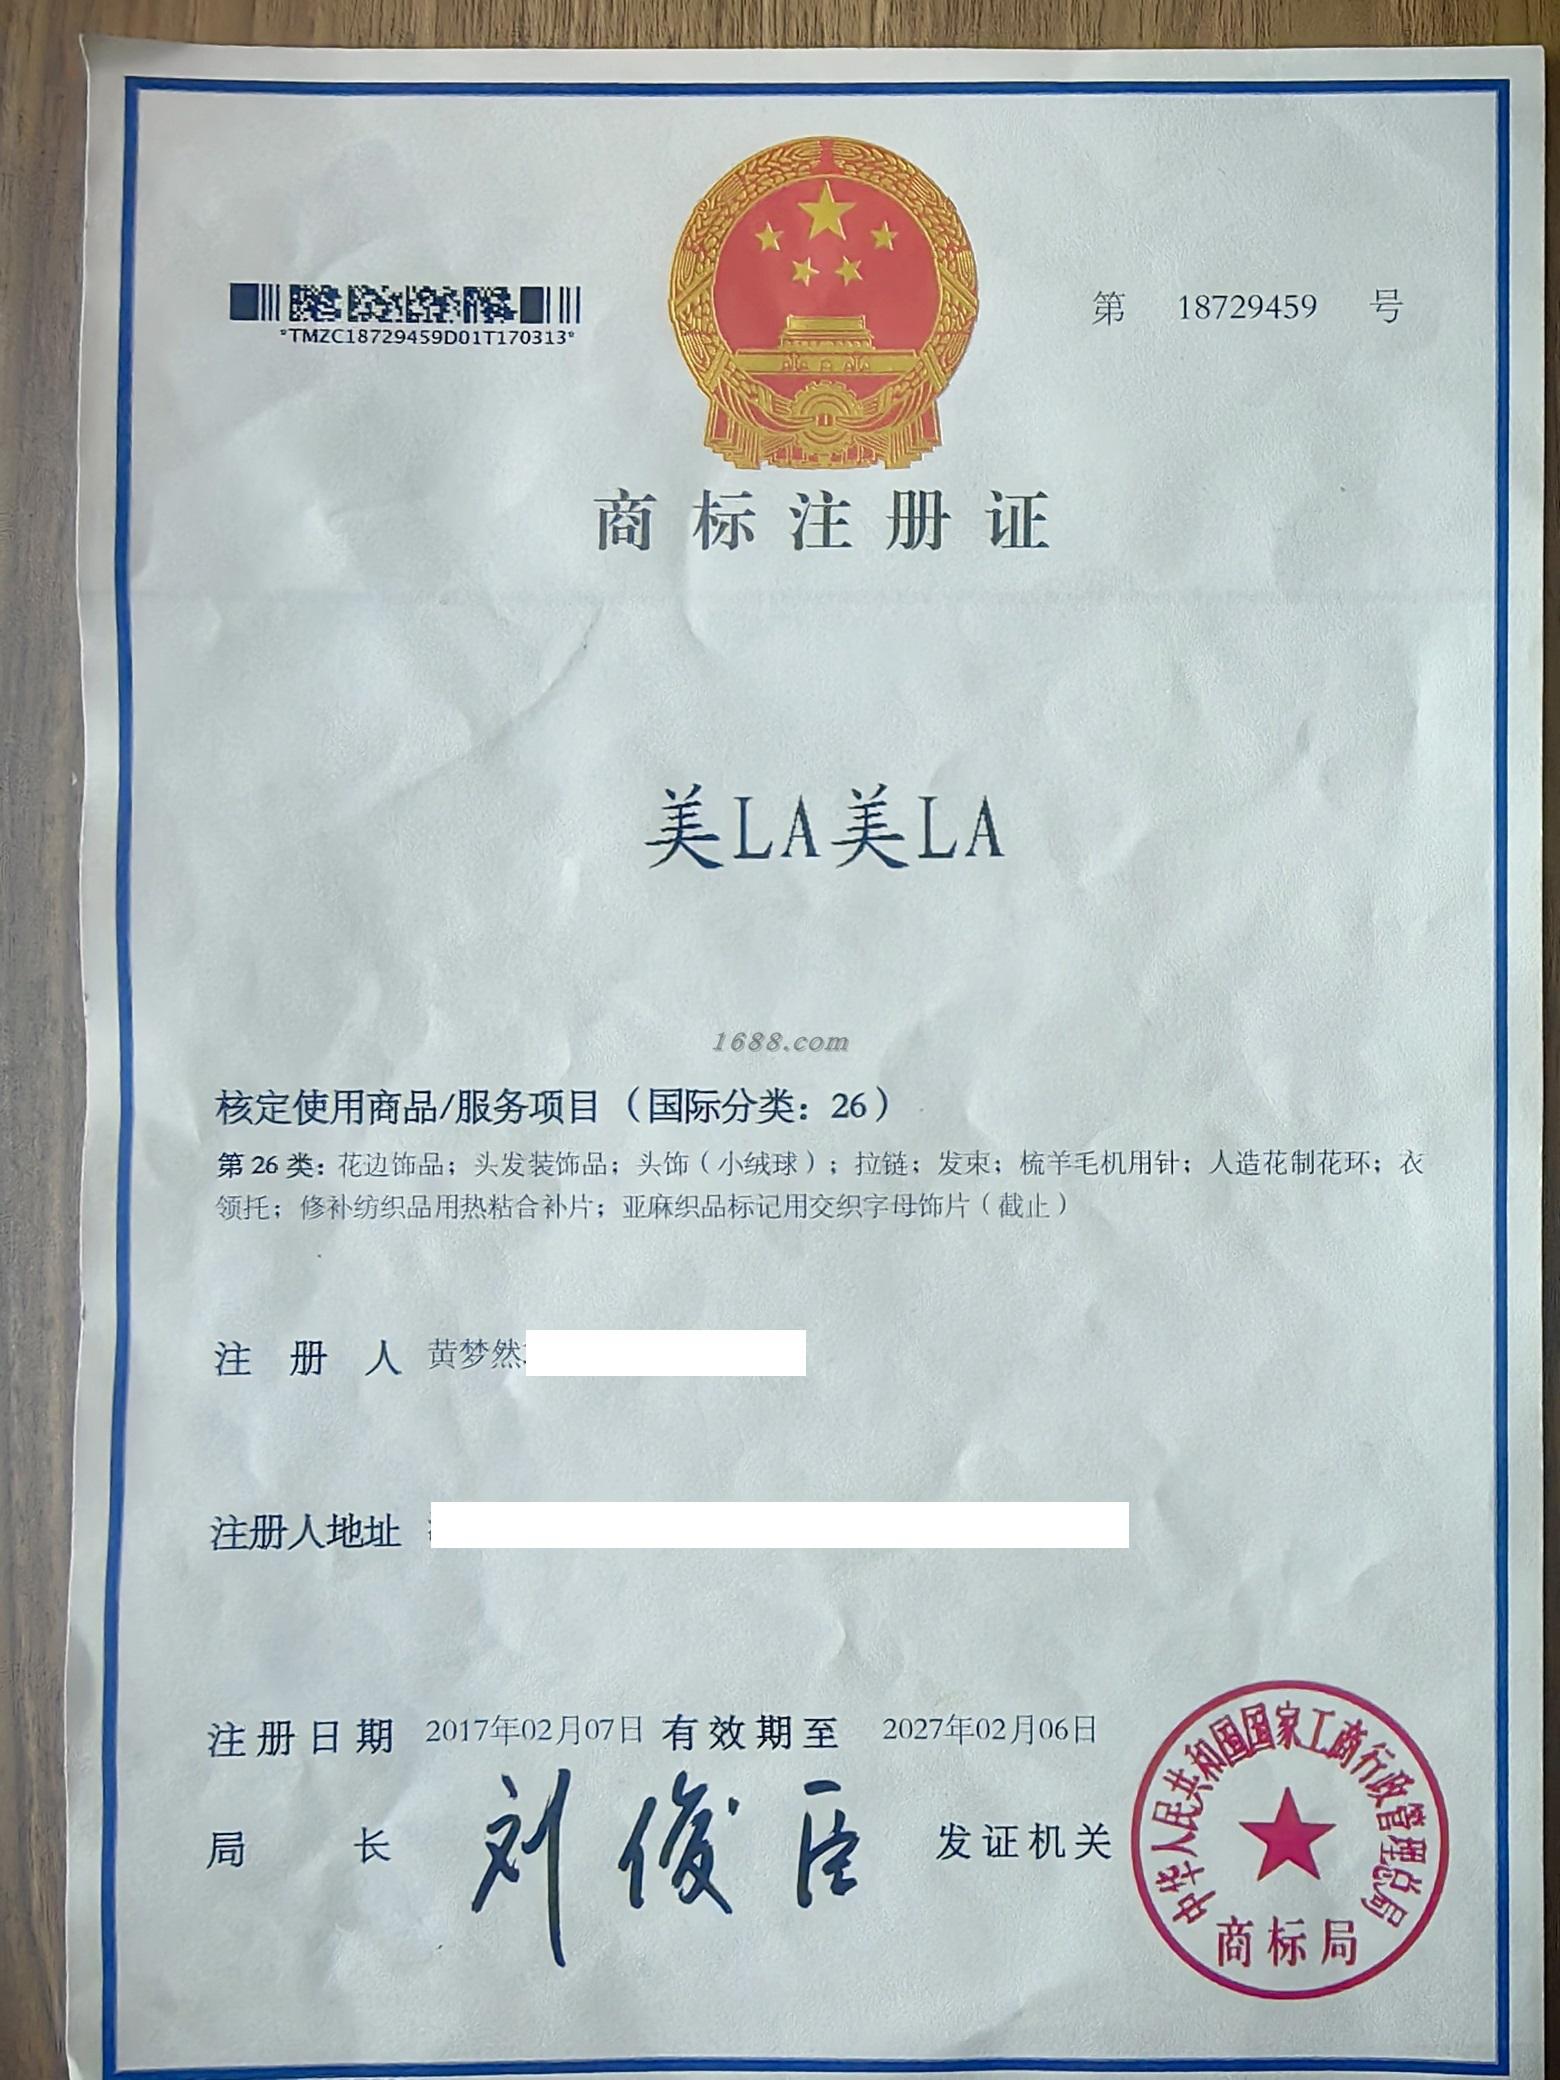 *TMZC18729459D01T170313*
第 18729459 号
商标注册证
美LA美LA
1688.com
核定使用商品/服务项目（国际分类：26）
第 26 类：花边饰品；头发装饰品；头饰（小绒球）；拉链；发束；梳羊毛机用针；人造花制花环；衣
领托；修补纺织品用热粘合补片；亚麻织品标记用交织字母饰片（截止）
注册人 黄梦然
注册人地址
注册日期 2017年02月07日 有效期至 2027年02月06日
局长 刘俊臣 发证机关
中华人民共和国国家工商行政管理总局
商标局